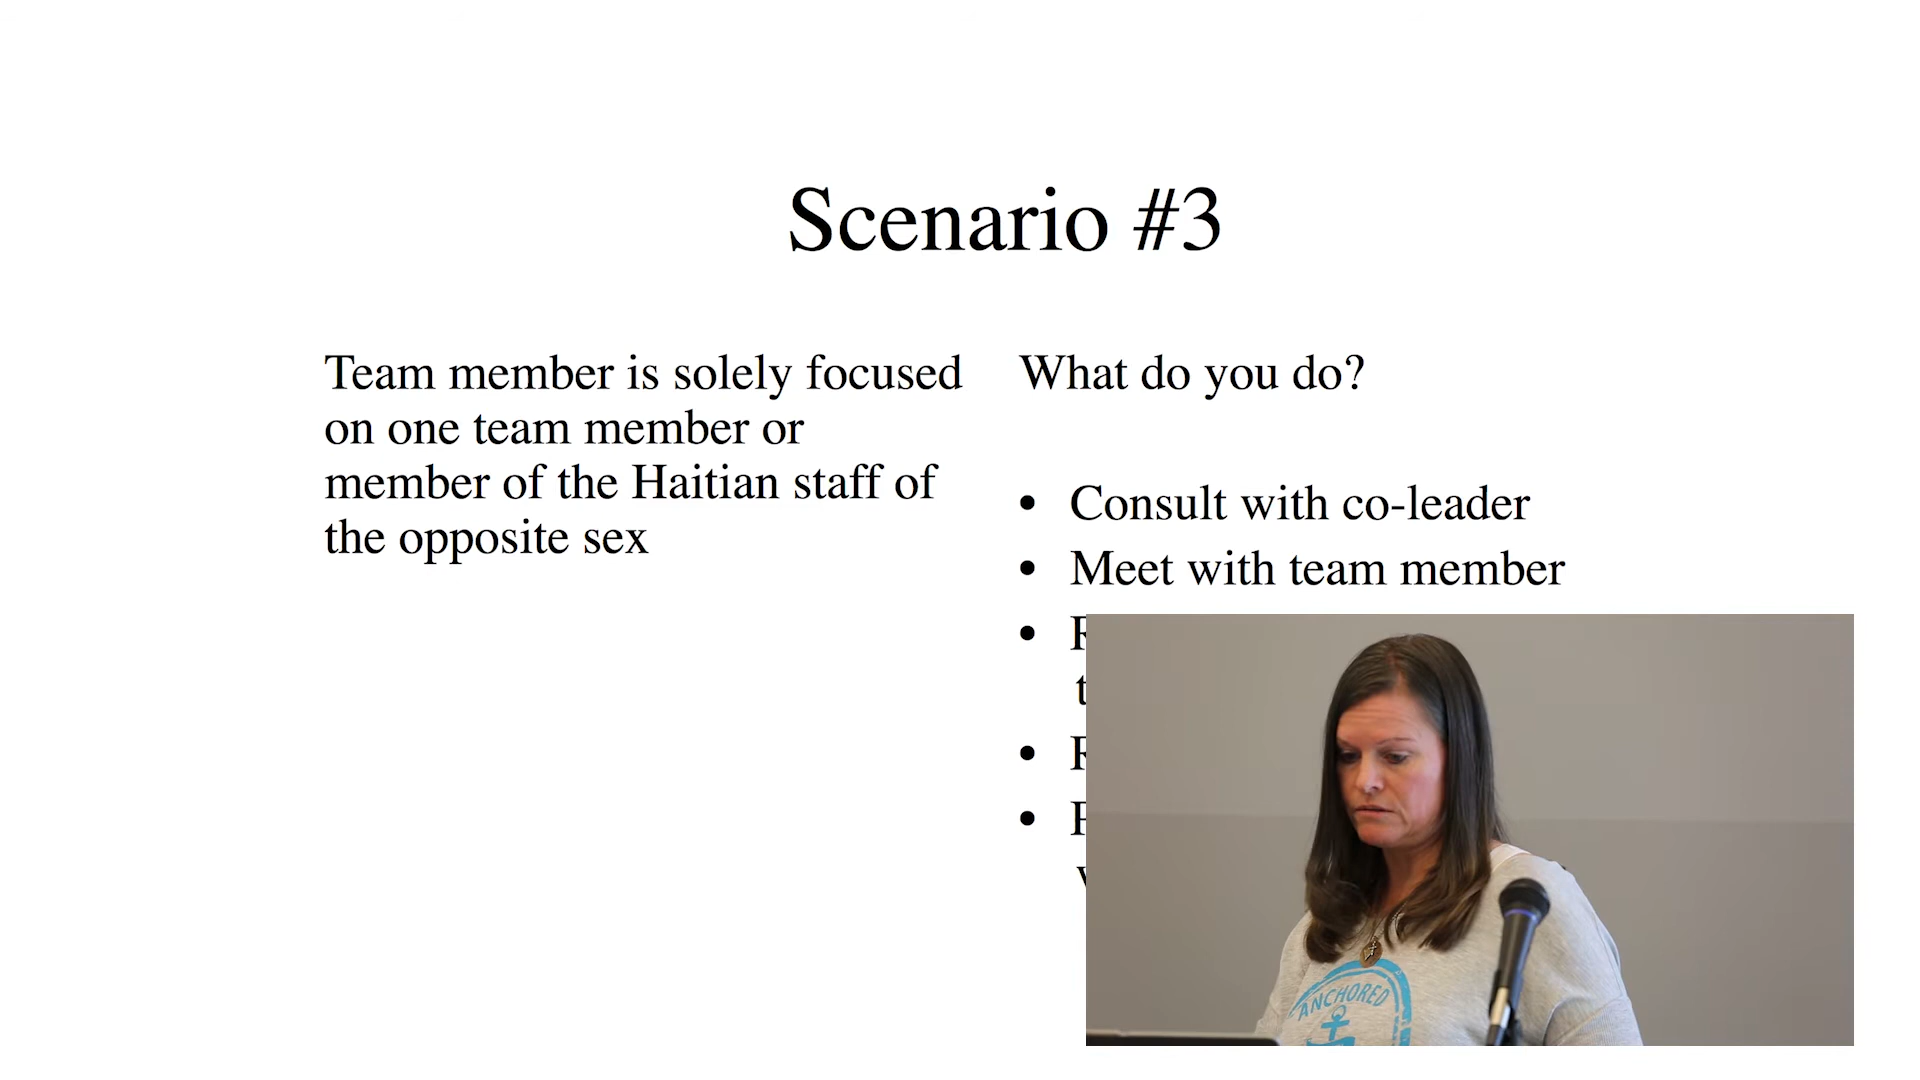 Scenario #3
Team member is solely focused
on one team member or
member of the Haitian staff of
the opposite sex
What do you do?
• Consult with co-leader
• Meet with team member
•
•
•
ANCHORED